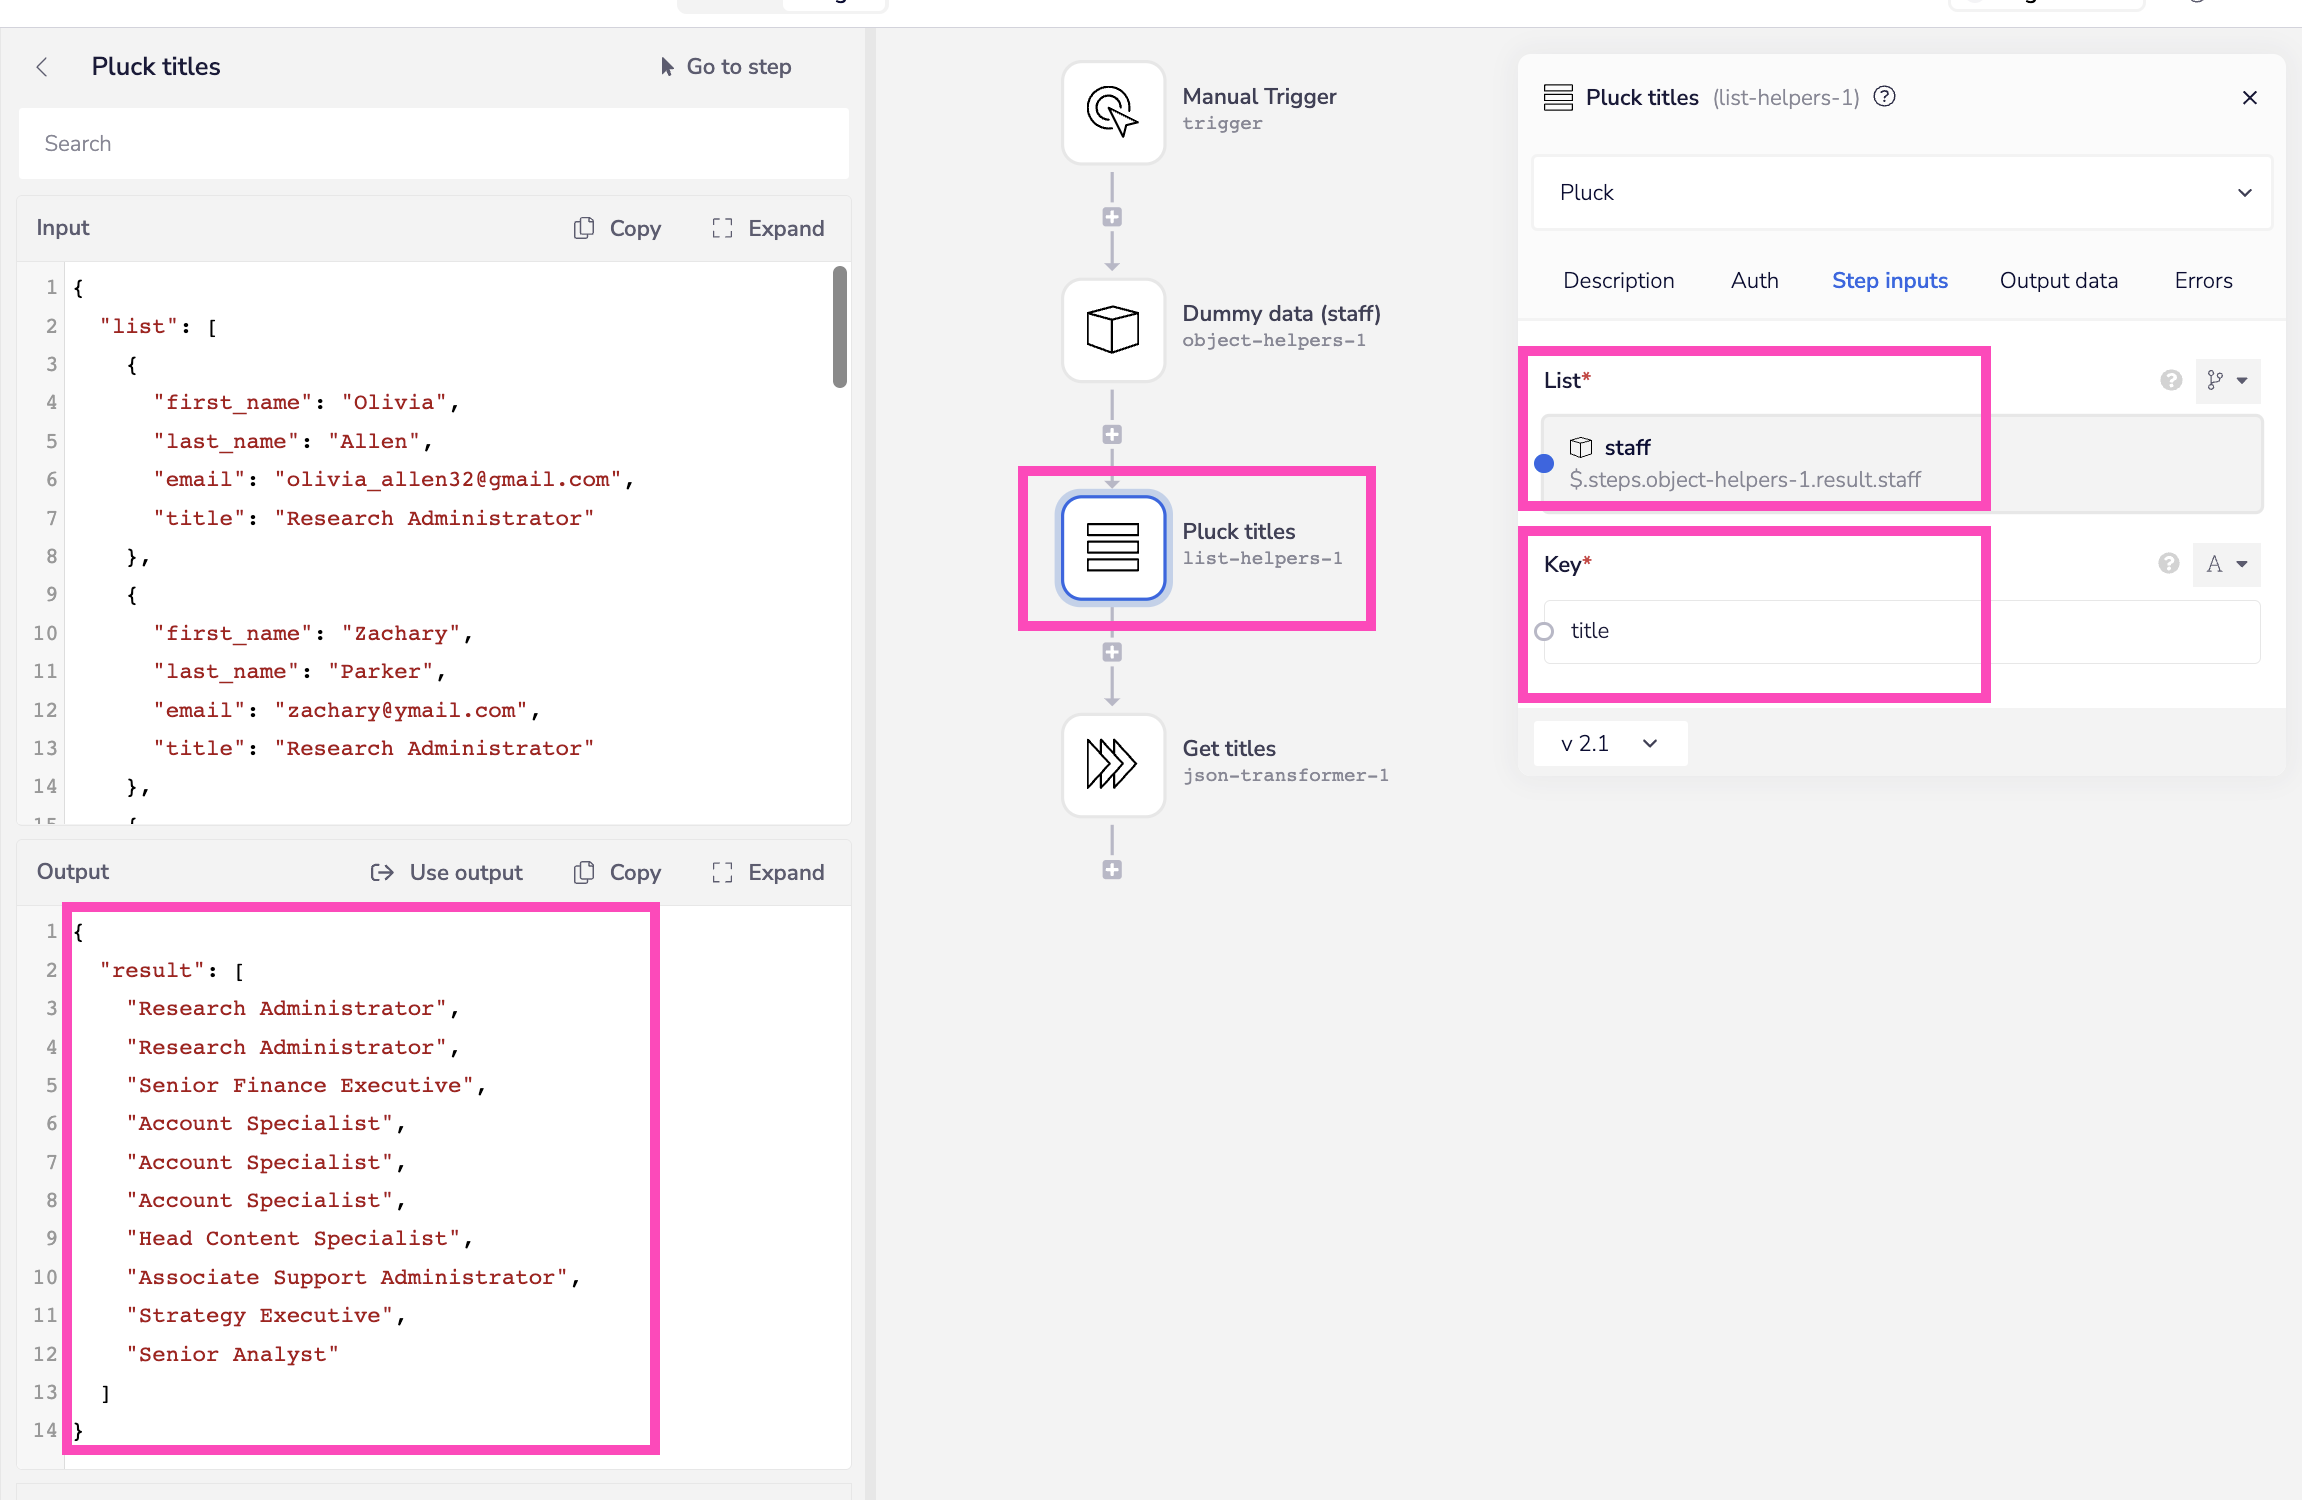 Pluck titles
Go to step
Search
Input
Copy
Expand
1 {
2 "list": [
3 {
4 "first_name": "Olivia",
5 "last_name": "Allen",
6 "email": "olivia_allen32@gmail.com",
7 "title": "Research Administrator"
8 },
9 {
10 "first_name": "Zachary",
11 "last_name": "Parker",
12 "email": "zachary@ymail.com",
13 "title": "Research Administrator"
14 },
15 {
Output
Use output
Copy
Expand
1 {
2 "result": [
3 "Research Administrator",
4 "Research Administrator",
5 "Senior Finance Executive",
6 "Account Specialist",
7 "Account Specialist",
8 "Account Specialist",
9 "Head Content Specialist",
10 "Associate Support Administrator",
11 "Strategy Executive",
12 "Senior Analyst"
13 ]
14 }
Manual Trigger
trigger
Dummy data (staff)
object-helpers-1
Pluck titles
list-helpers-1
Get titles
json-transformer-1
Pluck titles (list-helpers-1) ?
Pluck
Description Auth Step inputs Output data Errors
List*
?
staff
$.steps.object-helpers-1.result.staff
Key*
? A
title
v 2.1